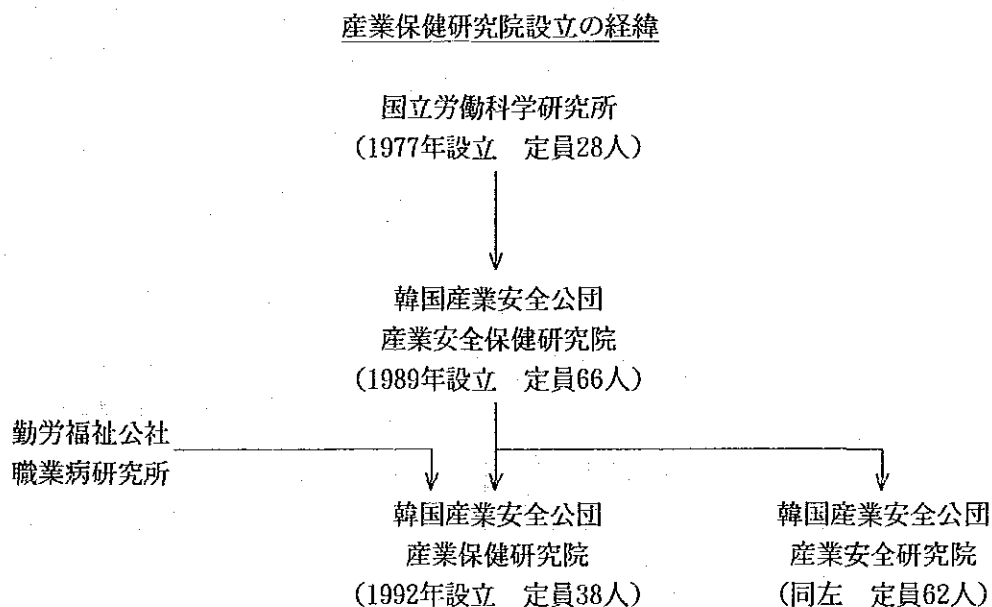 産業保健研究院設立の経緯
国立労働科学研究所
(1977年設立　定員28人)
韓国産業安全公団
産業安全保健研究院
(1989年設立　定員66人)
勤労福祉公社
職業病研究所
韓国産業安全公団
産業保健研究院
(1992年設立　定員38人)
韓国産業安全公団
産業安全研究院
(同左　定員62人)